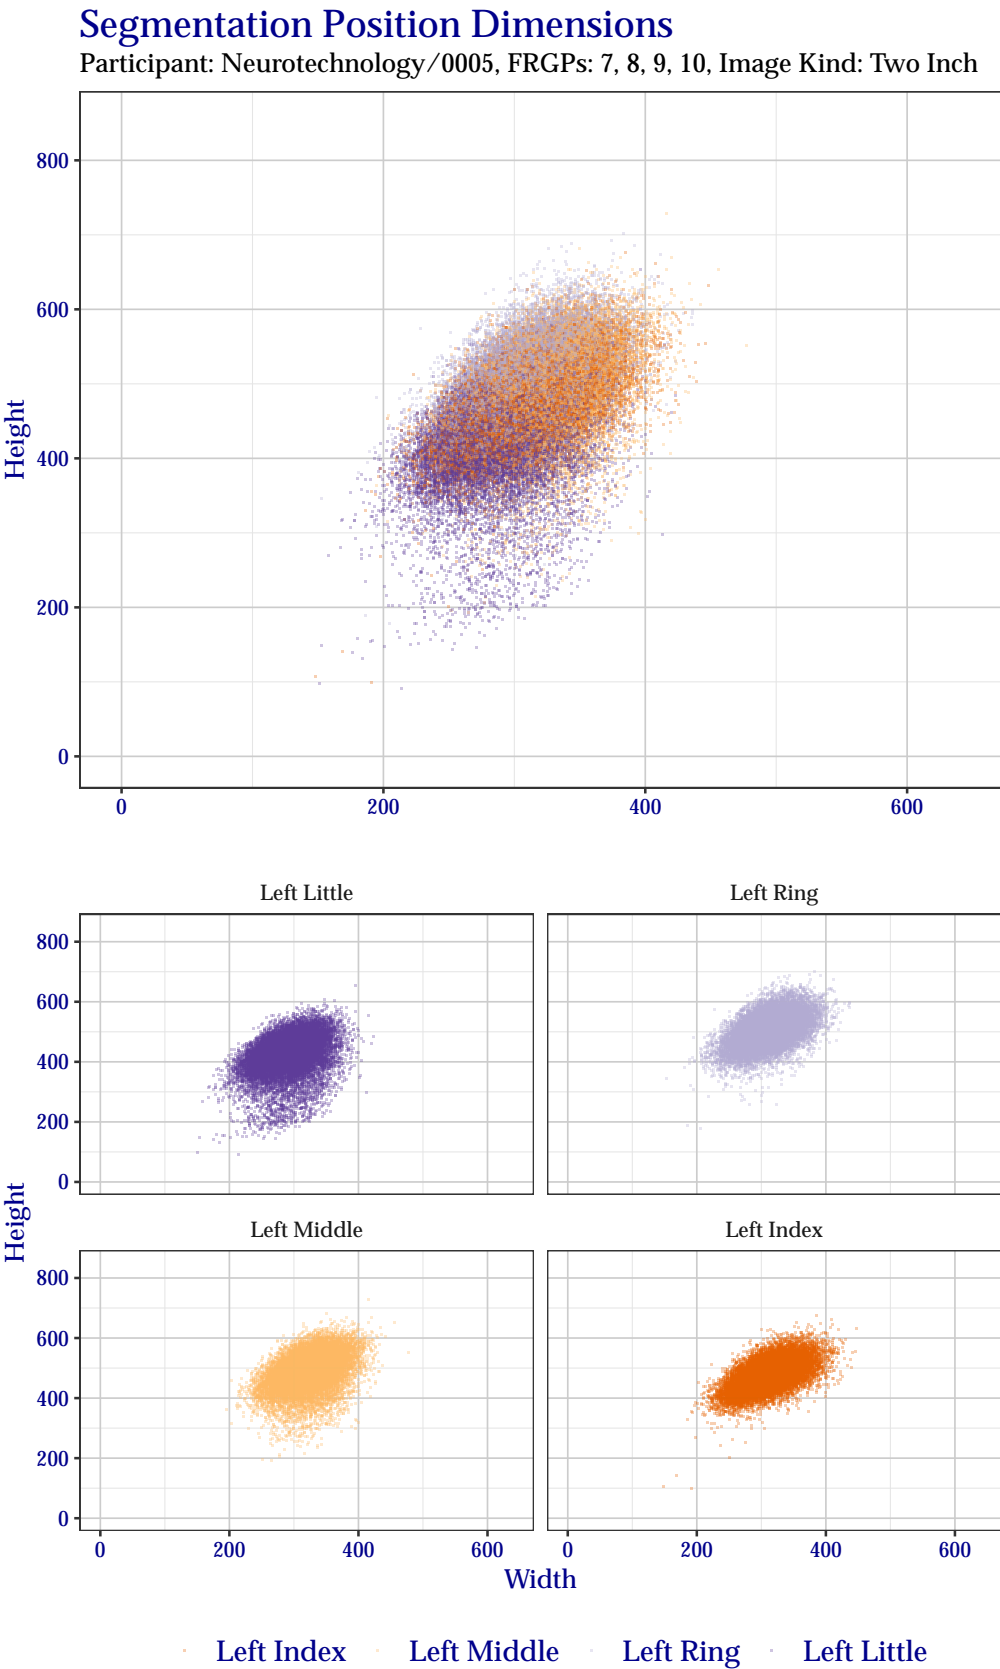 Segmentation Position Dimensions
Participant: Neurotechnology/0005, FRGPs: 7, 8, 9, 10, Image Kind: Two Inch
800
600
400
200
0
Height
0 200 400 600
Left Little Left Ring
800
600
400
200
0
Height
Left Middle Left Index
800
600
400
200
0
0 200 400 600 0 200 400 600
Width
Left Index Left Middle Left Ring Left Little